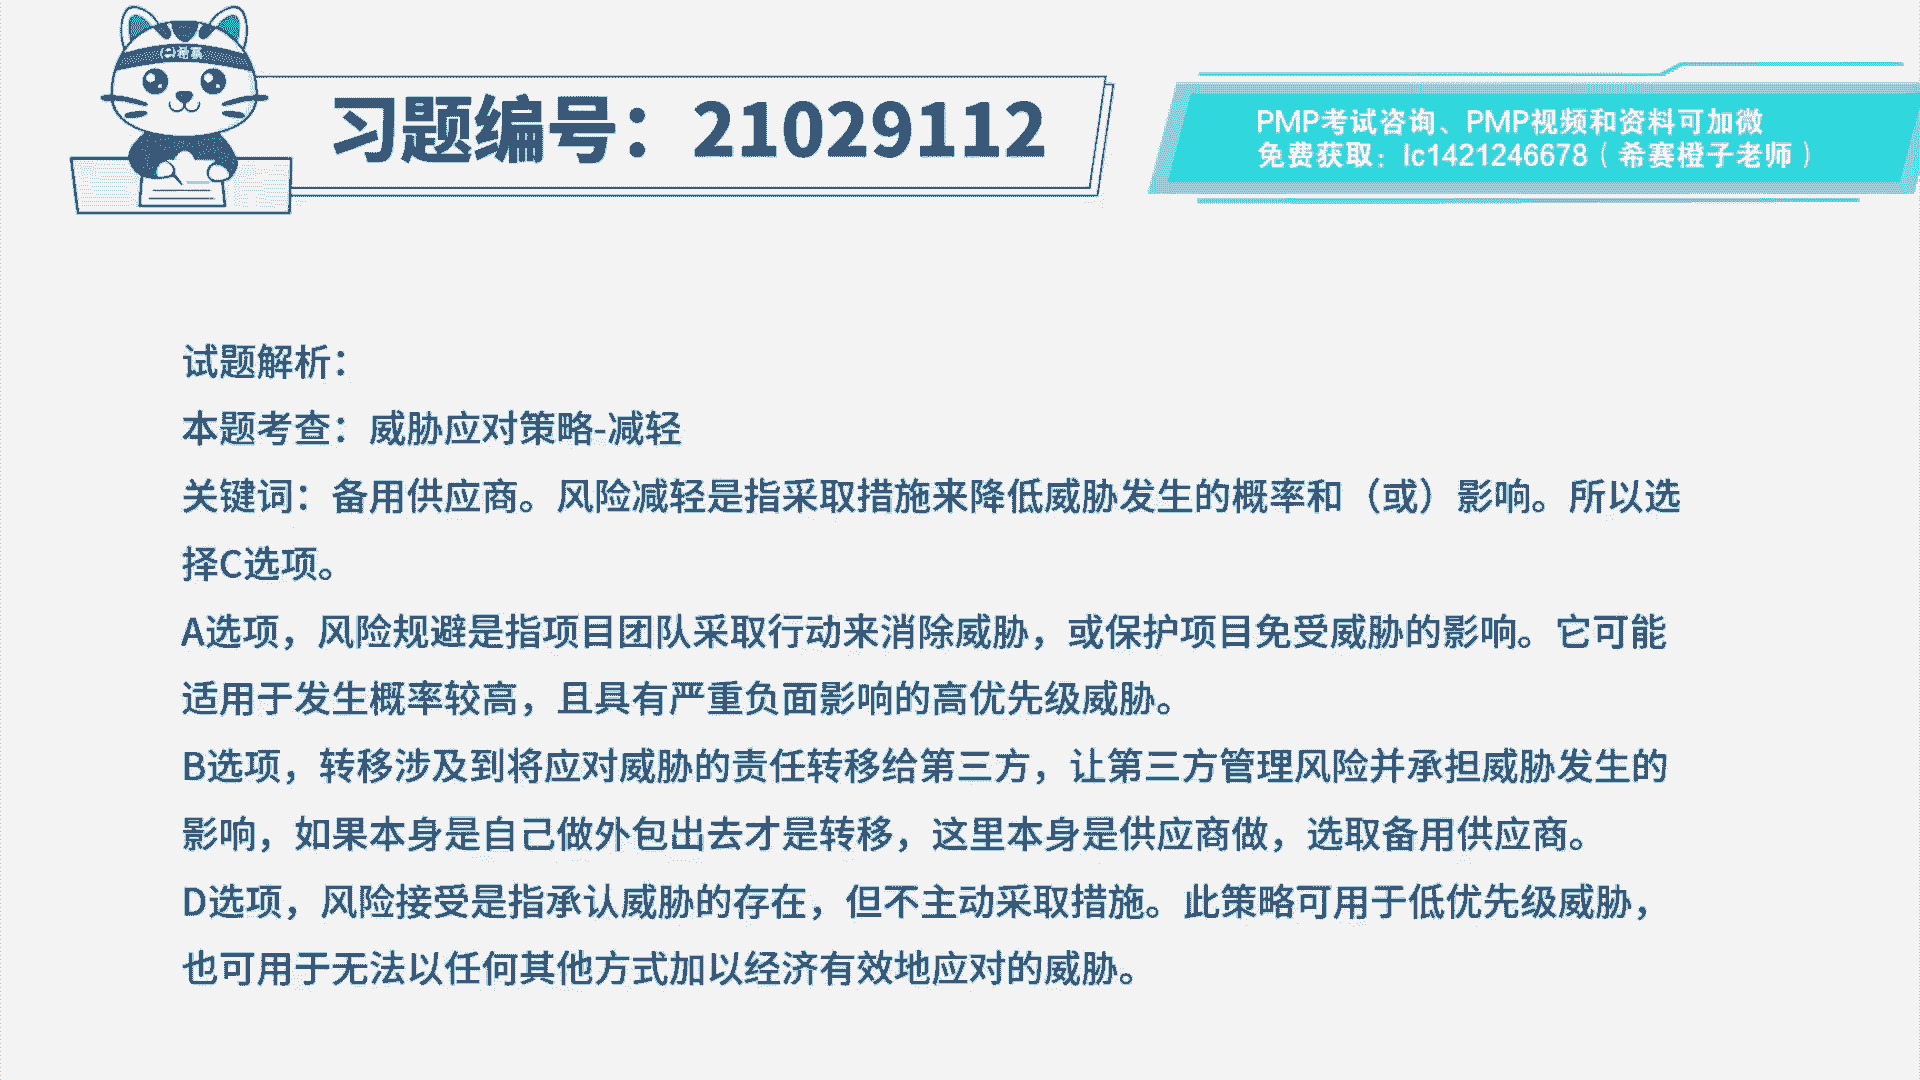 希赛
习题编号：21029112
PMP考试咨询、PMP视频和资料可加微
免费获取：lc1421246678（希赛橙子老师）
试题解析：
本题考查：威胁应对策略-减轻
关键词：备用供应商。风险减轻是指采取措施来降低威胁发生的概率和（或）影响。所以选
择C选项。
A选项，风险规避是指项目团队采取行动来消除威胁，或保护项目免受威胁的影响。它可能
适用于发生概率较高，且具有严重负面影响的高优先级威胁。
B选项，转移涉及到将应对威胁的责任转移给第三方，让第三方管理风险并承担威胁发生的
影响，如果本身是自己做外包出去才是转移，这里本身是供应商做，选取备用供应商。
D选项，风险接受是指承认威胁的存在，但不主动采取措施。此策略可用于低优先级威胁，
也可用于无法以任何其他方式加以经济有效地应对的威胁。